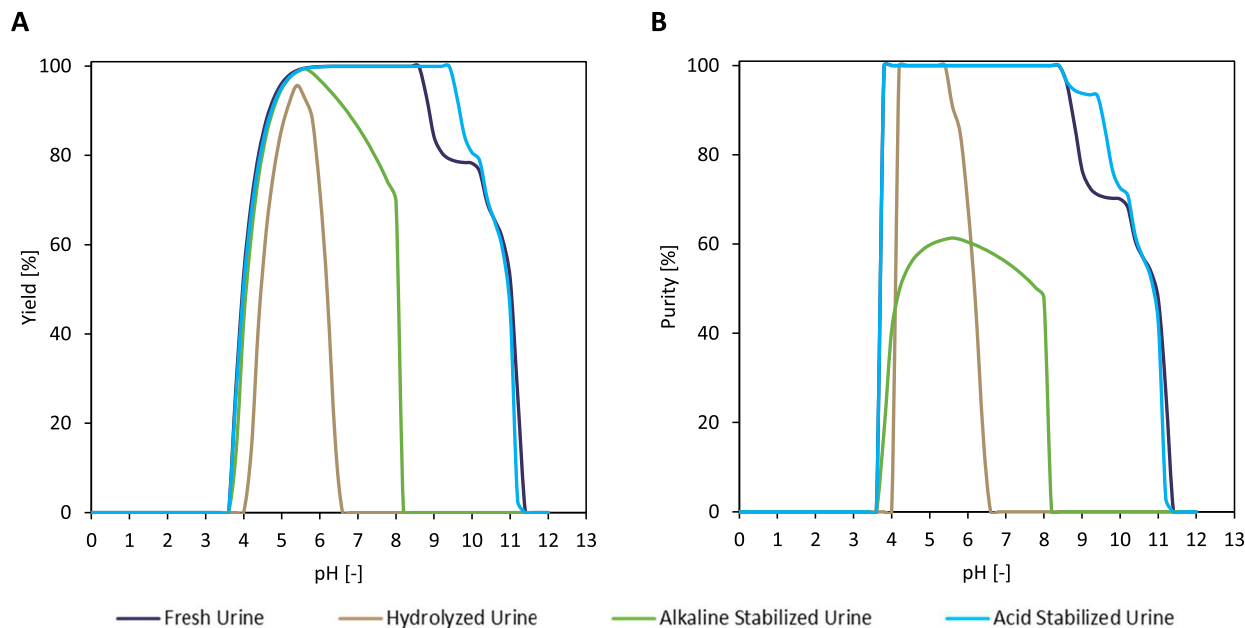 A
B
Yield [%]
100
80
60
40
20
0
0 1 2 3 4 5 6 7 8 9 10 11 12 13
pH [-]
Purity [%]
100
80
60
40
20
0
0 1 2 3 4 5 6 7 8 9 10 11 12 13
pH [-]
Fresh Urine Hydrolyzed Urine Alkaline Stabilized Urine Acid Stabilized Urine